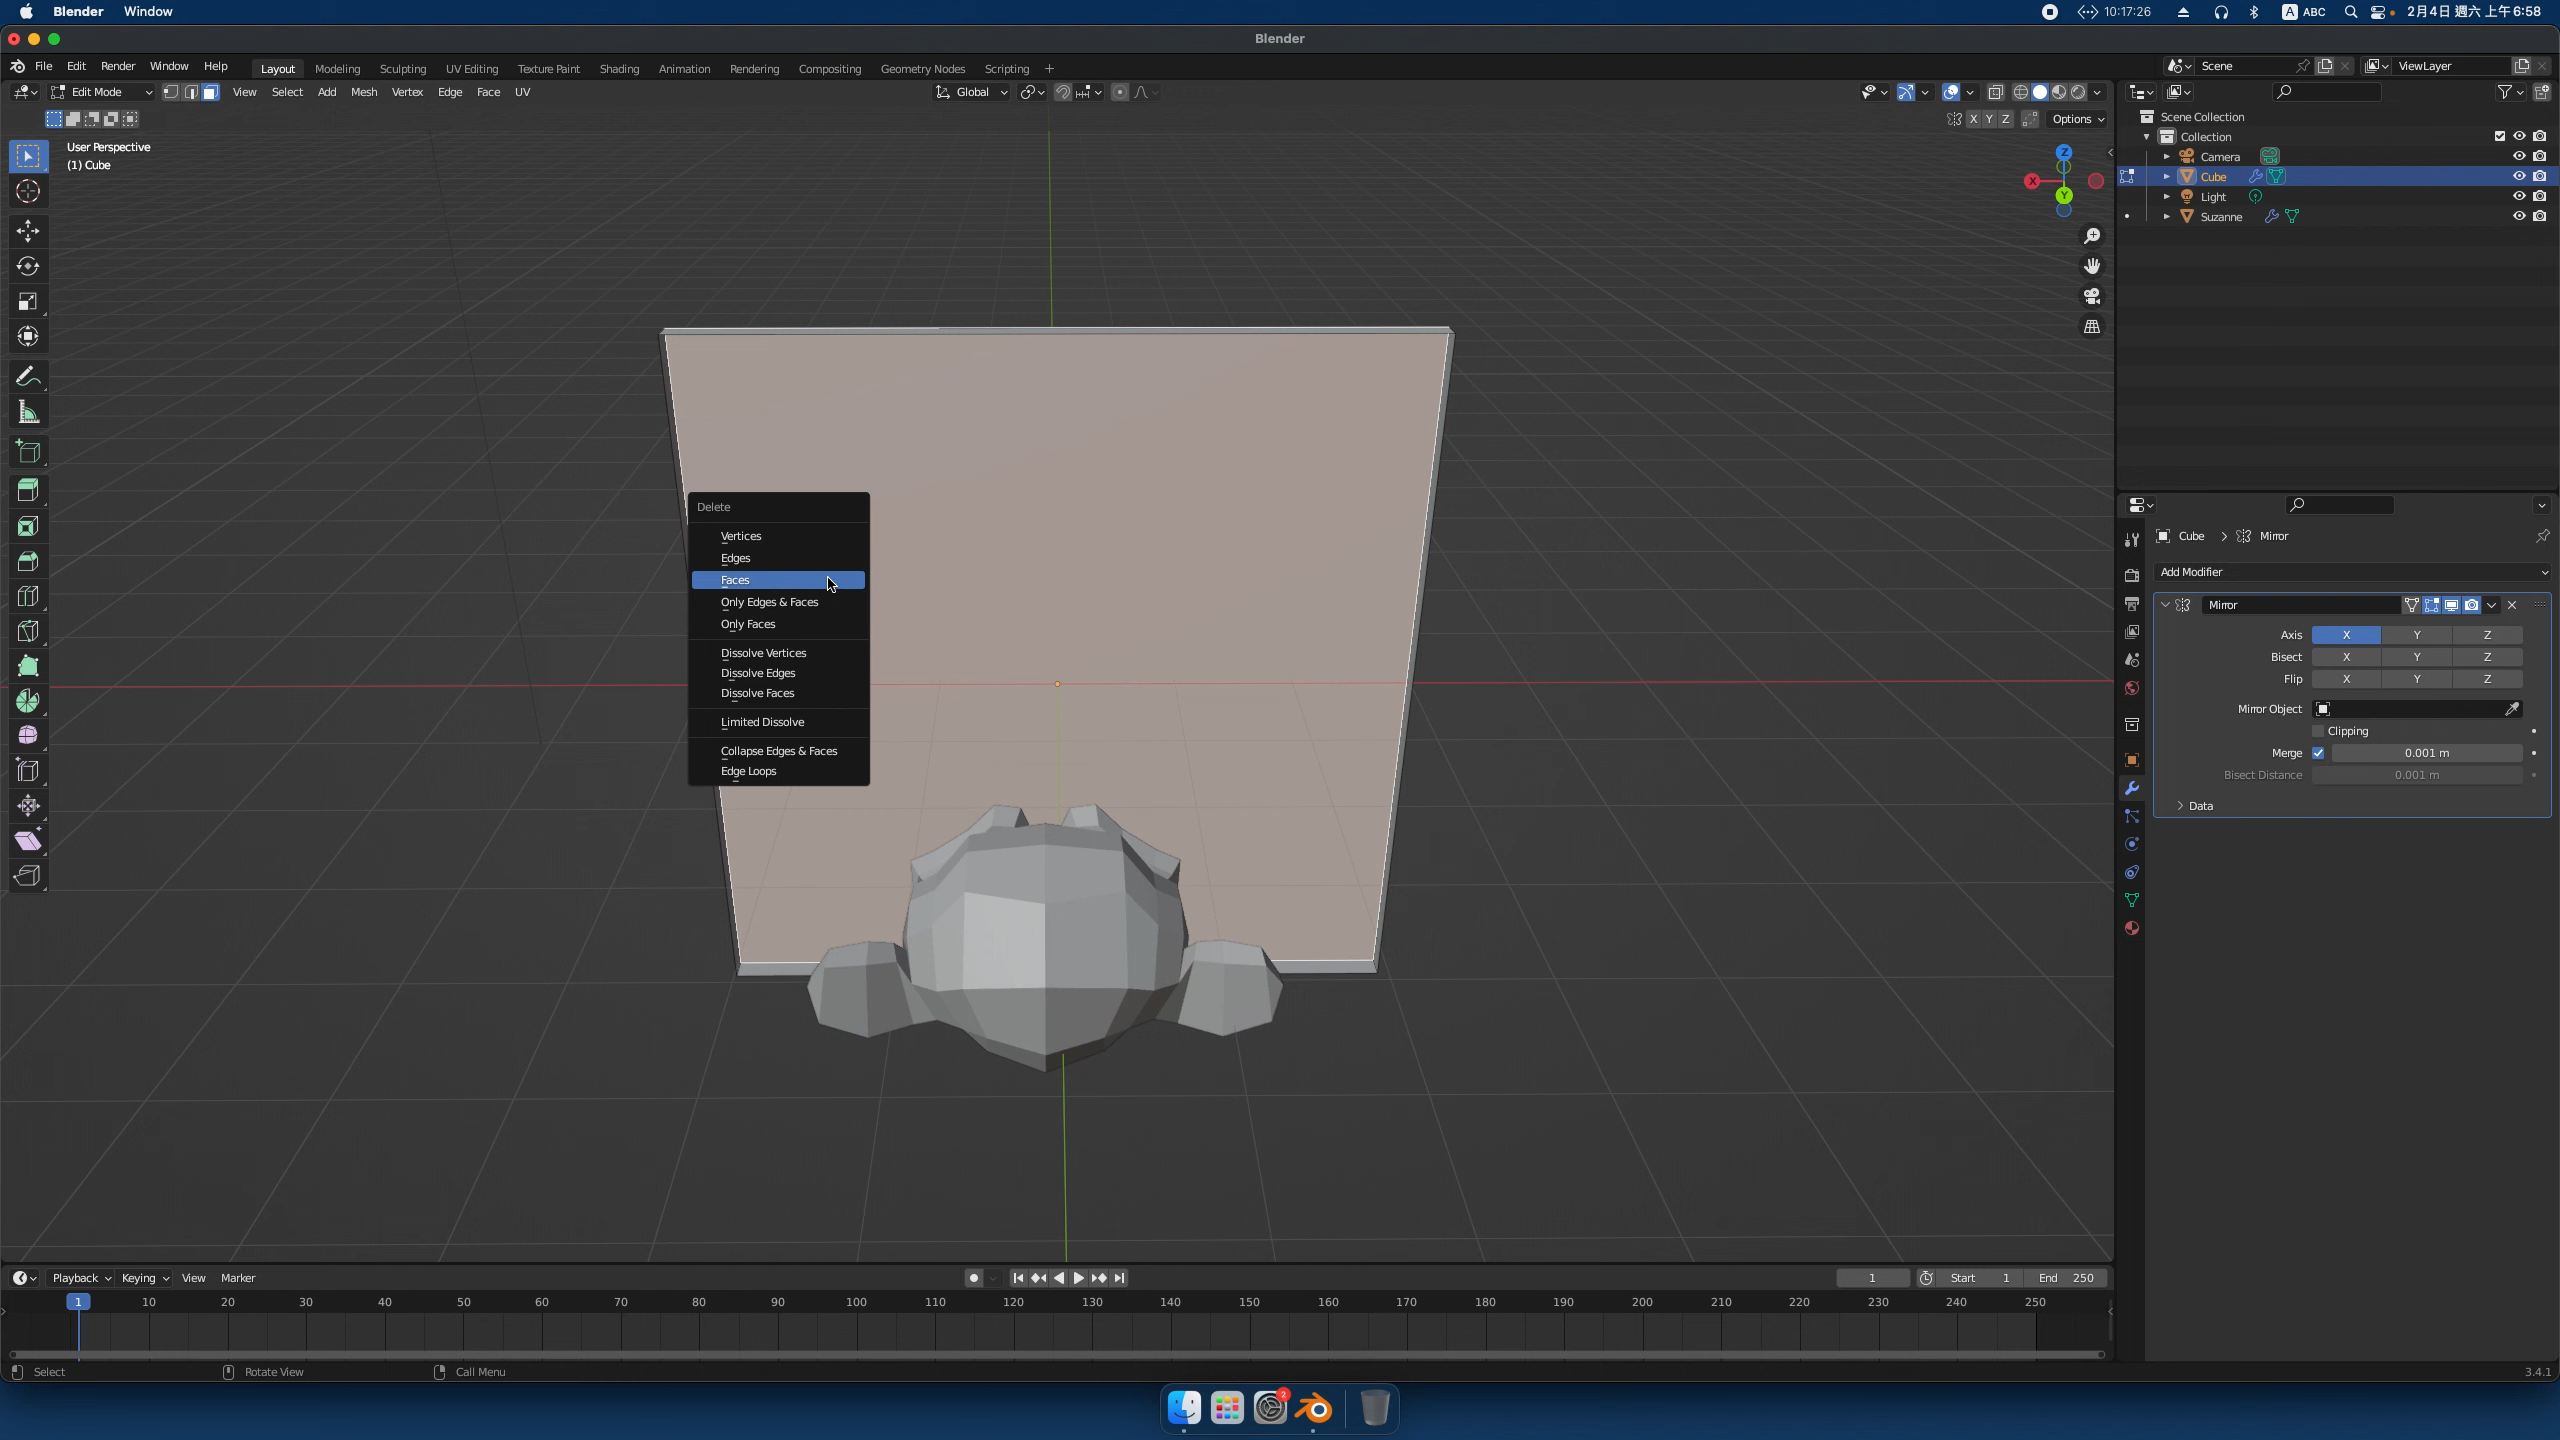 Blender Window 10:17:26 A ABC 2月4日 週六 上午6:58
Blender
File Edit Render Window Help Layout Modeling Sculpting UV Editing Texture Paint Shading Animation Rendering Compositing Geometry Nodes Scripting + Scene ViewLayer
Edit Mode View Select Add Mesh Vertex Edge Face UV Global
X Y Z Options
User Perspective
(1) Cube
Z
X
Y
Scene Collection
Collection
Camera
Cube
Light
Suzanne
Delete
Vertices
Edges
Faces
Only Edges & Faces
Only Faces
Dissolve Vertices
Dissolve Edges
Dissolve Faces
Limited Dissolve
Collapse Edges & Faces
Edge Loops
Cube > Mirror
Add Modifier
Mirror
Axis X Y Z
Bisect X Y Z
Flip X Y Z
Mirror Object
Clipping
Merge 0.001 m
Bisect Distance 0.001 m
Data
Playback Keying View Marker 1 Start 1 End 250
1 10 20 30 40 50 60 70 80 90 100 110 120 130 140 150 160 170 180 190 200 210 220 230 240 250
Select Rotate View Call Menu 3.4.1
2